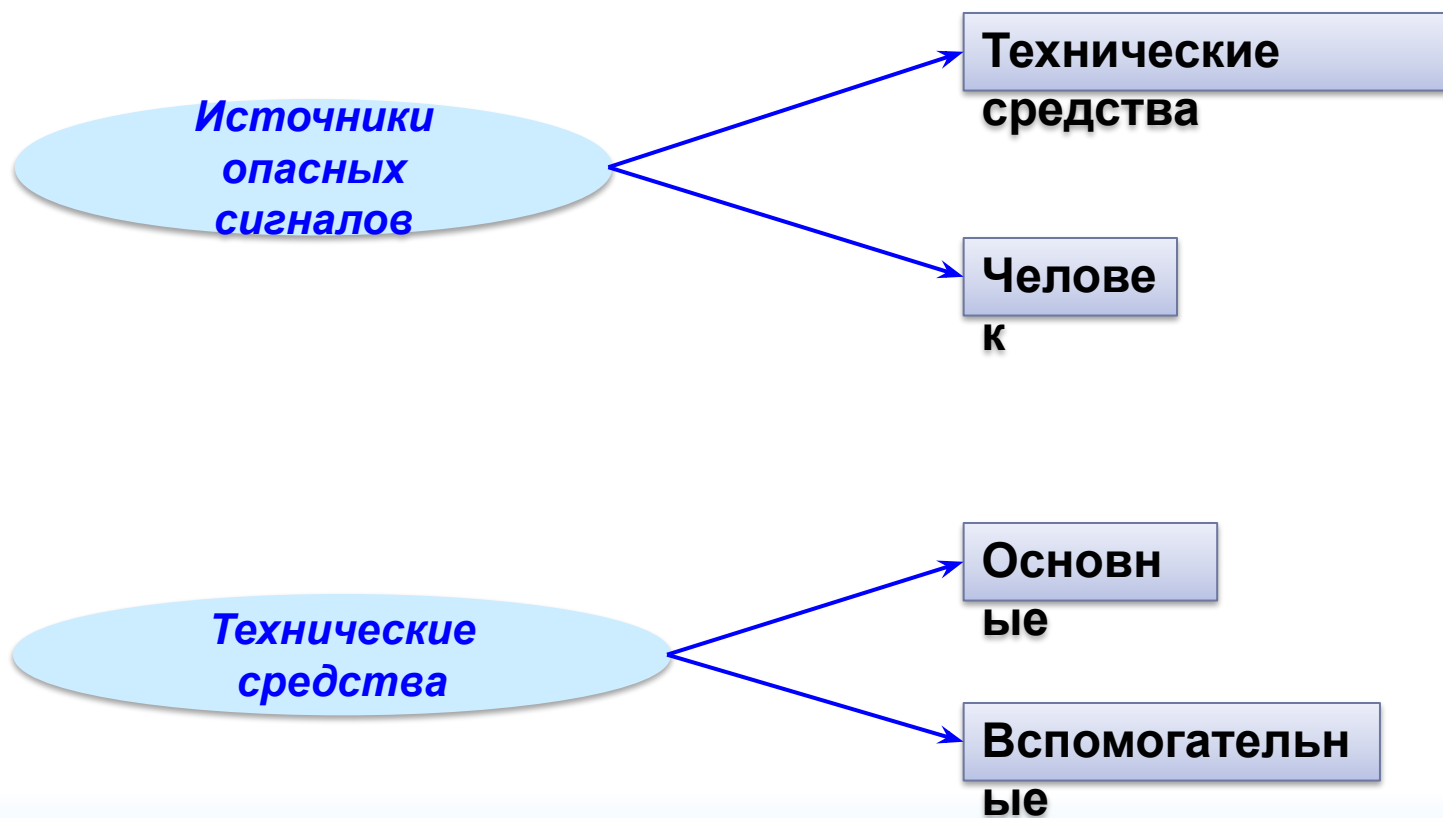 Технические
средства
Источники
опасных
сигналов
Челове
к
Основн
ые
Технические
средства
Вспомогательн
ые